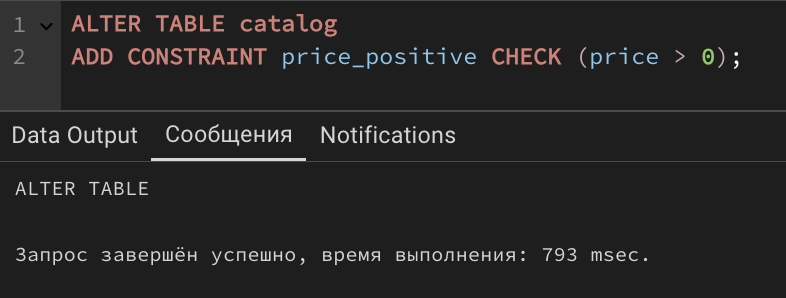 1 ALTER TABLE catalog
2 ADD CONSTRAINT price_positive CHECK (price > 0);
Data Output Сообщения Notifications
ALTER TABLE
Запрос завершён успешно, время выполнения: 793 msec.